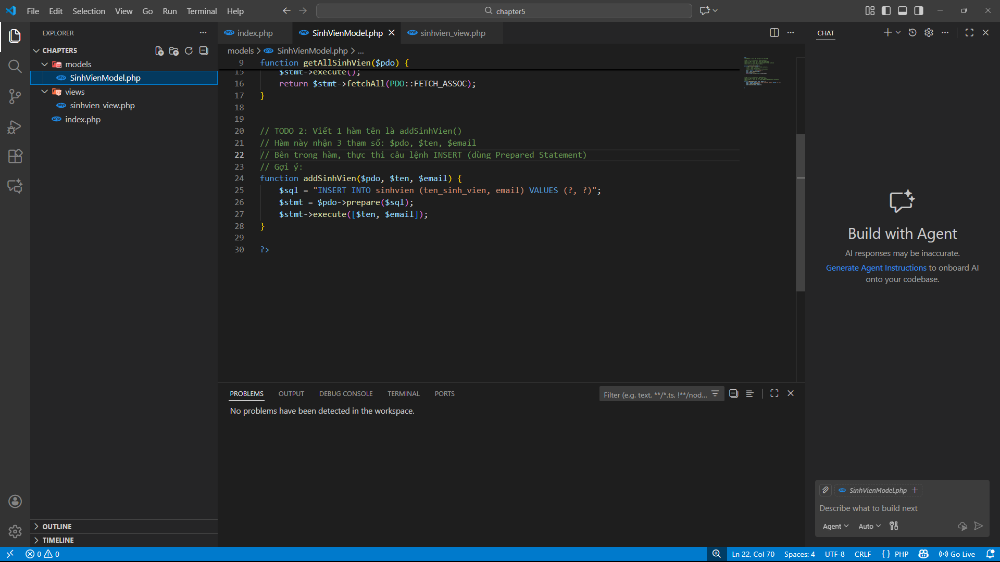 File Edit Selection View Go Run Terminal Help
chapter5
EXPLORER
CHAPTER5
models
SinhVienModel.php
views
sinhvien_view.php
index.php
OUTLINE
TIMELINE
index.php
SinhVienModel.php
sinhvien_view.php
models > SinhVienModel.php > ...
9 function getAllSinhVien($pdo) {
15 $stmt->execute();
16 return $stmt->fetchAll(PDO::FETCH_ASSOC);
17 }
18
19
20 // TODO 2: Viết 1 hàm tên là addSinhVien()
21 // Hàm này nhận 3 tham số: $pdo, $ten, $email
22 // Bên trong hàm, thực thi câu lệnh INSERT (dùng Prepared Statement)
23 // Gợi ý:
24 function addSinhVien($pdo, $ten, $email) {
25 $sql = "INSERT INTO sinhvien (ten_sinh_vien, email) VALUES (?, ?)";
26 $stmt = $pdo->prepare($sql);
27 $stmt->execute([$ten, $email]);
28 }
29
30 ?>
PROBLEMS OUTPUT DEBUG CONSOLE TERMINAL PORTS
Filter (e.g. text, **/*.ts, !**/nod...
No problems have been detected in the workspace.
CHAT
Build with Agent
AI responses may be inaccurate.
Generate Agent Instructions to onboard AI
onto your codebase.
SinhVienModel.php
Describe what to build next
Agent Auto
0 0
Ln 22, Col 70 Spaces: 4 UTF-8 CRLF { } PHP Go Live